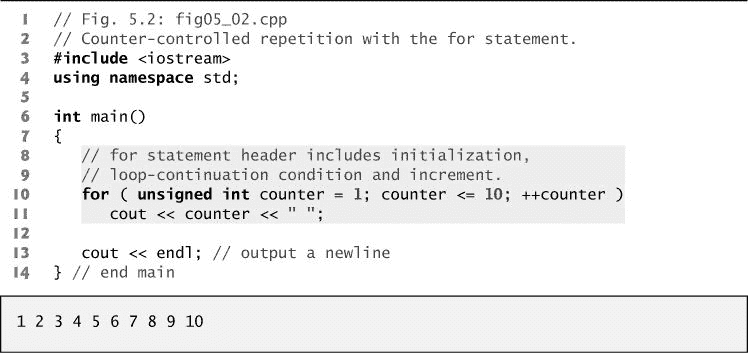 1 // Fig. 5.2: fig05_02.cpp
2 // Counter-controlled repetition with the for statement.
3 #include <iostream>
4 using namespace std;
5
6 int main()
7 {
8 // for statement header includes initialization,
9 // loop-continuation condition and increment.
10 for ( unsigned int counter = 1; counter <= 10; ++counter )
11 cout << counter << " ";
12
13 cout << endl; // output a newline
14 } // end main
1 2 3 4 5 6 7 8 9 10